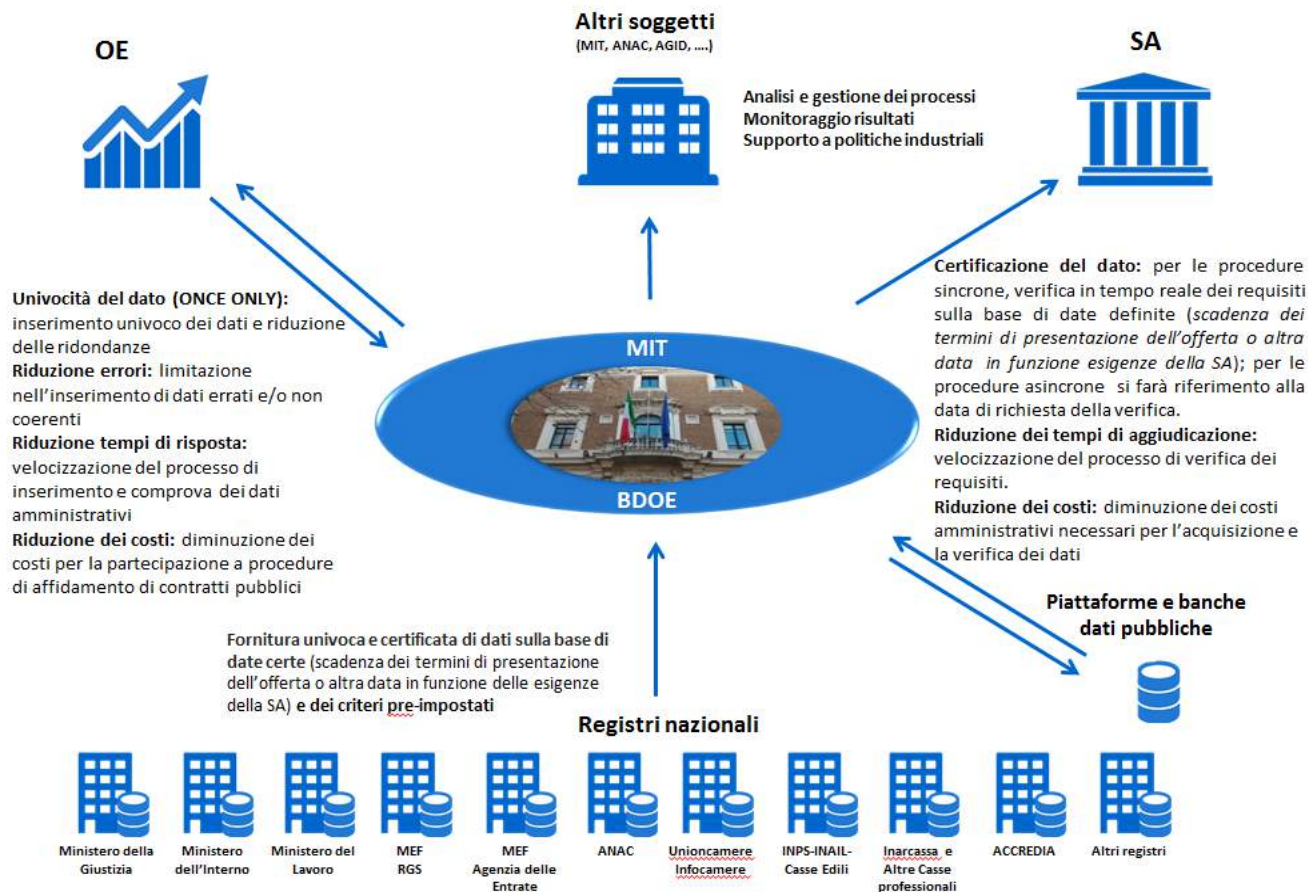 OE
Altri soggetti
(MIT, ANAC, AGID, ....)
SA
Analisi e gestione dei processi
Monitoraggio risultati
Supporto a politiche industriali
Univocità del dato (ONCE ONLY):
inserimento univoco dei dati e riduzione
delle ridondanze
Riduzione errori: limitazione
nell'inserimento di dati errati e/o non
coerenti
Riduzione tempi di risposta:
velocizzazione del processo di
inserimento e comprova dei dati
amministrativi
Riduzione dei costi: diminuzione dei
costi per la partecipazione a procedure
di affidamento di contratti pubblici
MIT
BDOE
Certificazione del dato: per le procedure
sincrone, verifica in tempo reale dei requisiti
sulla base di date definite (scadenza dei
termini di presentazione dell'offerta o altra
data in funzione esigenze della SA); per le
procedure asincrone si farà riferimento alla
data di richiesta della verifica.
Riduzione dei tempi di aggiudicazione:
velocizzazione del processo di verifica dei
requisiti.
Riduzione dei costi: diminuzione dei costi
amministrativi necessari per l'acquisizione e
la verifica dei dati
Piattaforme e banche
dati pubbliche
Fornitura univoca e certificata di dati sulla base di
date certe (scadenza dei termini di presentazione
dell'offerta o altra data in funzione delle esigenze
della SA) e dei criteri pre-impostati
Registri nazionali
Ministero della
Giustizia
Ministero
dell'Interno
Ministero del
Lavoro
MEF
RGS
MEF
Agenzia delle
Entrate
ANAC
Unioncamere
Infocamere
INPS-INAIL-
Casse Edili
Inarcassa e
Altre Casse
professionali
ACCREDIA
Altri registri